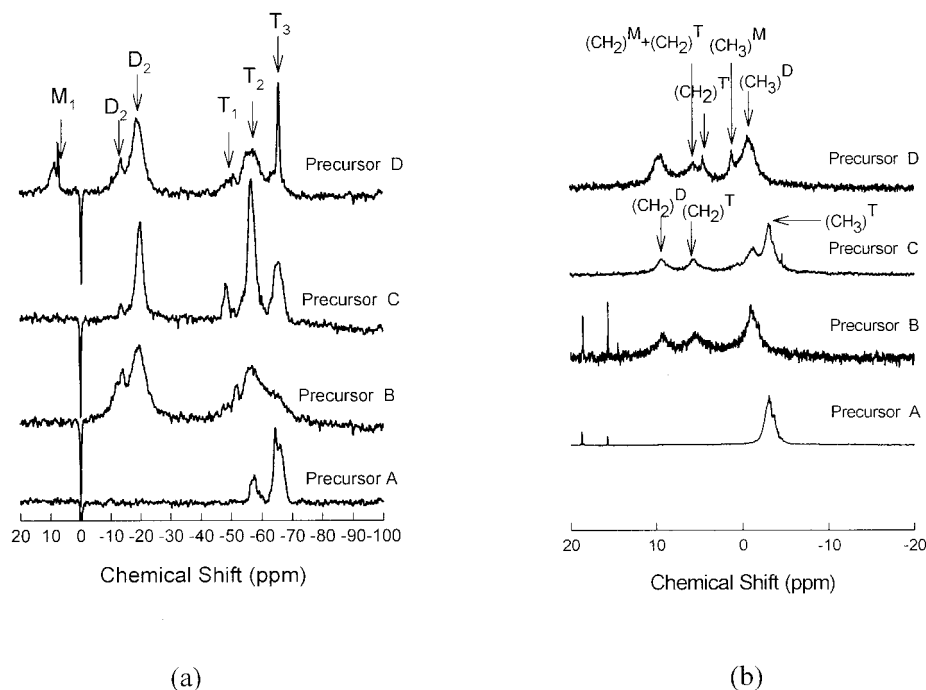 T₃
M₁
D₂
D₂
T₁
T₂
Precursor D
Precursor C
Precursor B
Precursor A
20 10 0 -10 -20 -30 -40 -50 -60 -70 -80 -90-100
Chemical Shift (ppm)
(a)
(CH₂)ᴹ+(CH₂)ᵀ (CH₃)ᴹ
(CH₂)ᵀ' (CH₃)ᴰ
Precursor D
(CH₂)ᴰ (CH₂)ᵀ
(CH₃)ᵀ
Precursor C
Precursor B
Precursor A
20 10 0 -10 -20
Chemical Shift (ppm)
(b)